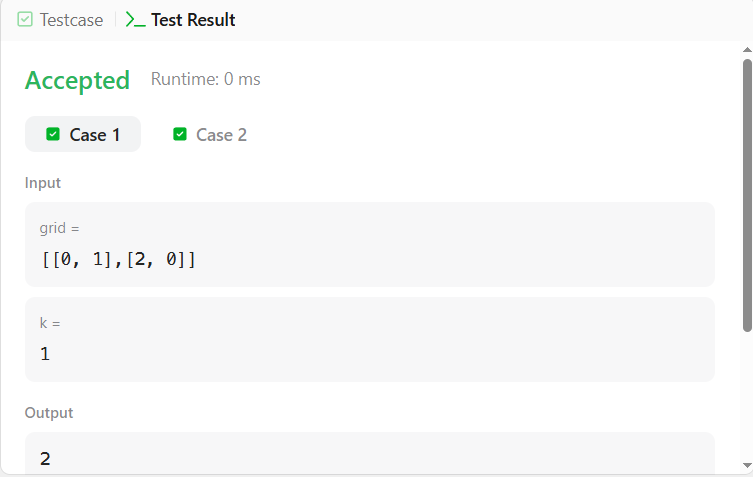 Testcase Test Result
Accepted Runtime: 0 ms
Case 1 Case 2
Input
grid =
[[0, 1],[2, 0]]
k =
1
Output
2